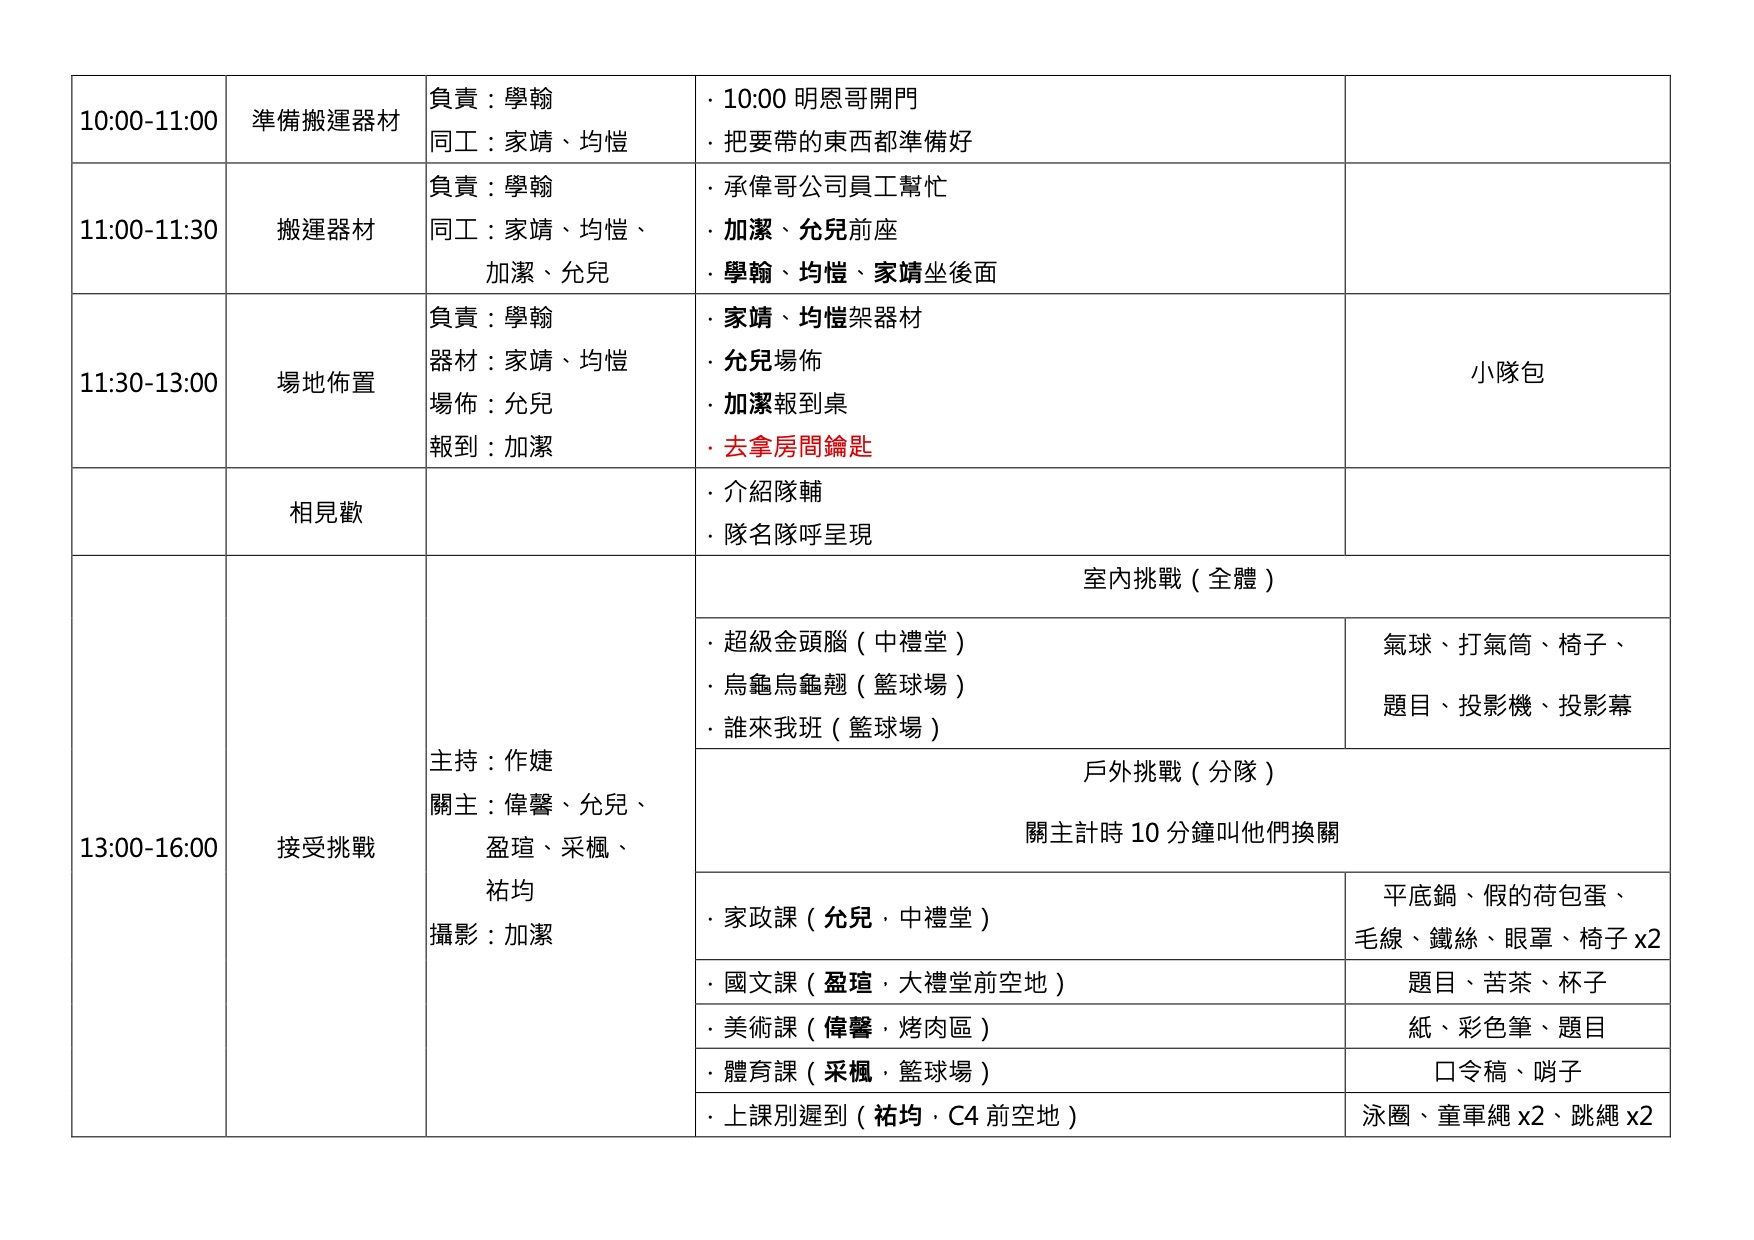 10:00-11:00
準備搬運器材
負責：學翰
同工：家靖、均愷
· 10:00 明恩哥開門
· 把要帶的東西都準備好
11:00-11:30
搬運器材
負責：學翰
同工：家靖、均愷、
加潔、允兒
· 承偉哥公司員工幫忙
· 加潔、允兒前座
· 學翰、均愷、家靖坐後面
11:30-13:00
場地佈置
負責：學翰
器材：家靖、均愷
場佈：允兒
報到：加潔
· 家靖、均愷架器材
· 允兒場佈
· 加潔報到桌
· 去拿房間鑰匙
小隊包
相見歡
· 介紹隊輔
· 隊名隊呼呈現
13:00-16:00
接受挑戰
主持：作婕
關主：偉馨、允兒、
盈瑄、采楓、
祐均
攝影：加潔
室內挑戰（全體）
· 超級金頭腦（中禮堂）
· 烏龜烏龜翹（籃球場）
· 誰來我班（籃球場）
氣球、打氣筒、椅子、
題目、投影機、投影幕
戶外挑戰（分隊）
關主計時 10 分鐘叫他們換關
· 家政課（允兒，中禮堂）
平底鍋、假的荷包蛋、
毛線、鐵絲、眼罩、椅子 x2
· 國文課（盈瑄，大禮堂前空地）
題目、苦茶、杯子
· 美術課（偉馨，烤肉區）
紙、彩色筆、題目
· 體育課（采楓，籃球場）
口令稿、哨子
· 上課別遲到（祐均，C4 前空地）
泳圈、童軍繩 x2、跳繩 x2